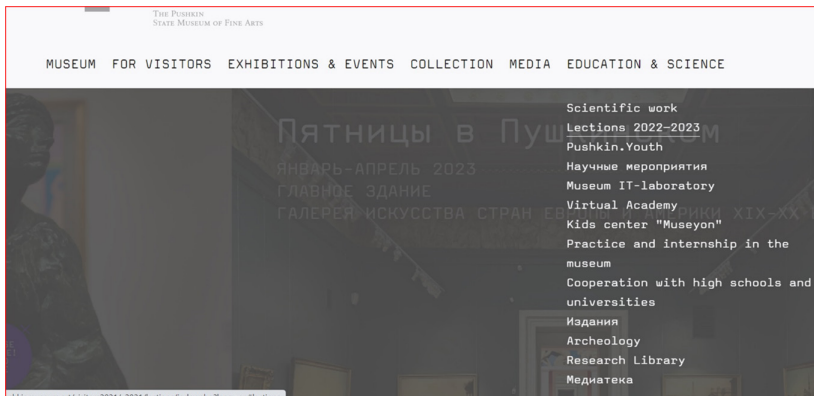 The Pushkin
State Museum of Fine Arts
MUSEUM FOR VISITORS EXHIBITIONS & EVENTS COLLECTION MEDIA EDUCATION & SCIENCE
Пятницы в Пушкинском
ЯНВАРЬ-АПРЕЛЬ 2023
ГЛАВНОЕ ЗДАНИЕ
ГАЛЕРЕЯ ИСКУССТВА СТРАН ЕВРОПЫ И АМЕРИКИ XIX-XX
Scientific work
Lections 2022-2023
Pushkin.Youth
Научные мероприятия
Museum IT-laboratory
Virtual Academy
Kids center "Museyon"
Practice and internship in the
museum
Cooperation with high schools and
universities
Издания
Archeology
Research Library
Медиатека